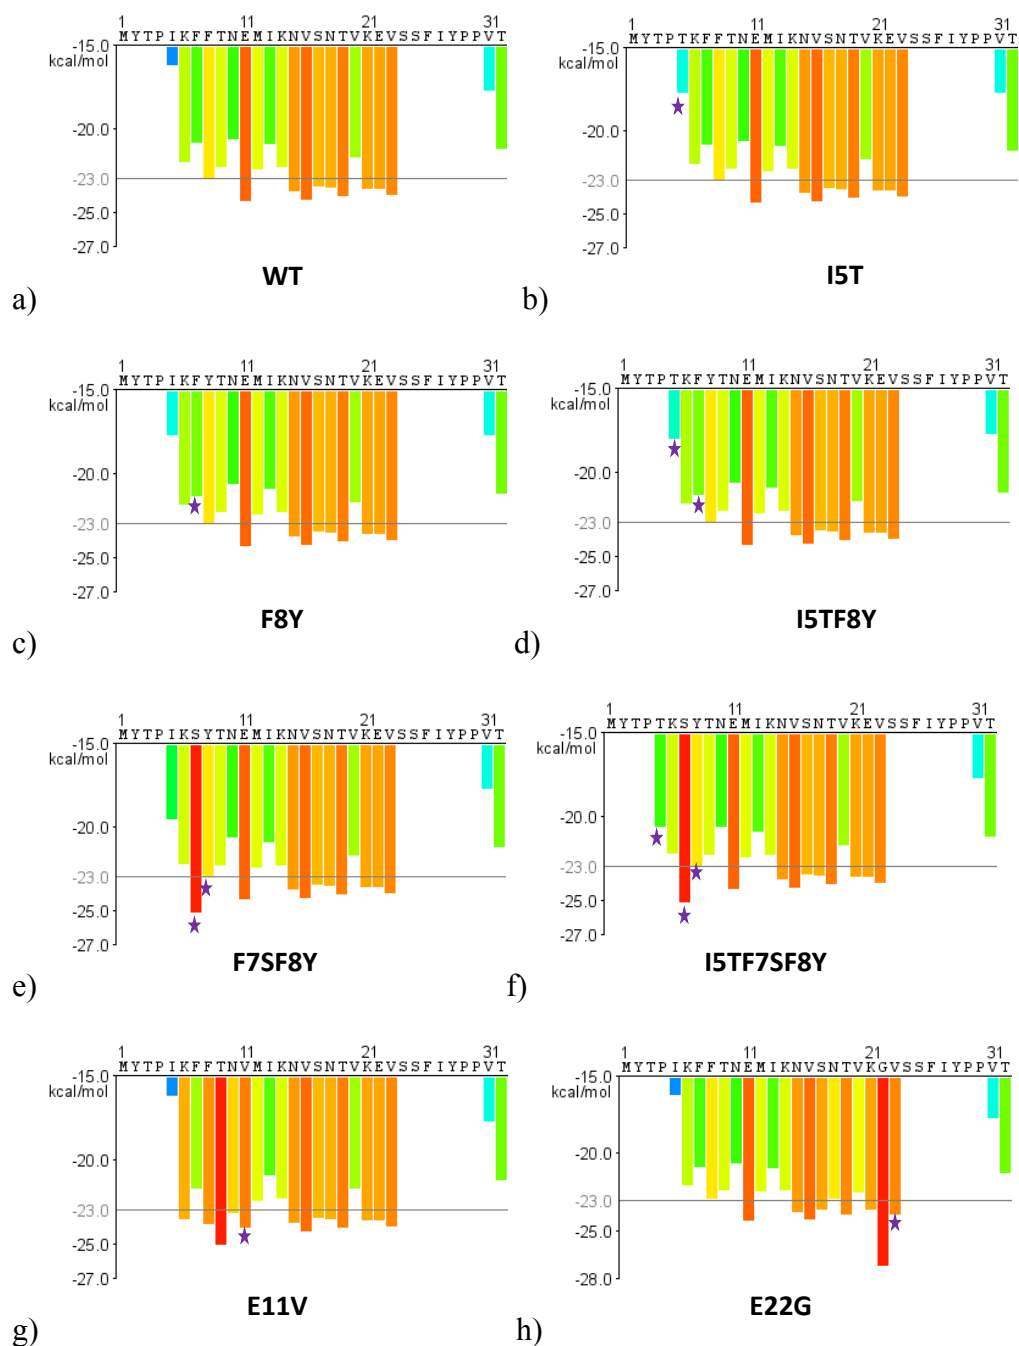 1 11 21 31
MYTPIKFFTNEMIKNVSNTVKEVSSFIYPPVT
-15.0
kcal/mol
-20.0
-23.0
-25.0
-27.0
WT
a)
1 11 21 31
MYTPTKFFTNEMIKNVSNTVKEVSSFIYPPVT
-15.0
kcal/mol
-20.0
-23.0
-25.0
-27.0
I5T
b)
1 11 21 31
MYTPIKFYTNEMIKNVSNTVKEVSSFIYPPVT
-15.0
kcal/mol
-20.0
-23.0
-25.0
-27.0
F8Y
c)
1 11 21 31
MYTPTKFYTNEMIKNVSNTVKEVSSFIYPPVT
-15.0
kcal/mol
-20.0
-23.0
-25.0
-27.0
I5TF8Y
d)
1 11 21 31
MYTPIKSYTNEMIKNVSNTVKEVSSFIYPPVT
-15.0
kcal/mol
-20.0
-23.0
-25.0
-27.0
F7SF8Y
e)
1 11 21 31
MYTPTKSYTNEMIKNVSNTVKEVSSFIYPPVT
-15.0
kcal/mol
-20.0
-23.0
-25.0
-27.0
I5TF7SF8Y
f)
1 11 21 31
MYTPIKFFTNVMIKNVSNTVKEVSSFIYPPVT
-15.0
kcal/mol
-20.0
-23.0
-25.0
-27.0
E11V
g)
1 11 21 31
MYTPIKFFTNEMIKNVSNTVKGVSSFIYPPVT
-15.0
kcal/mol
-20.0
-23.0
-25.0
-28.0
E22G
h)